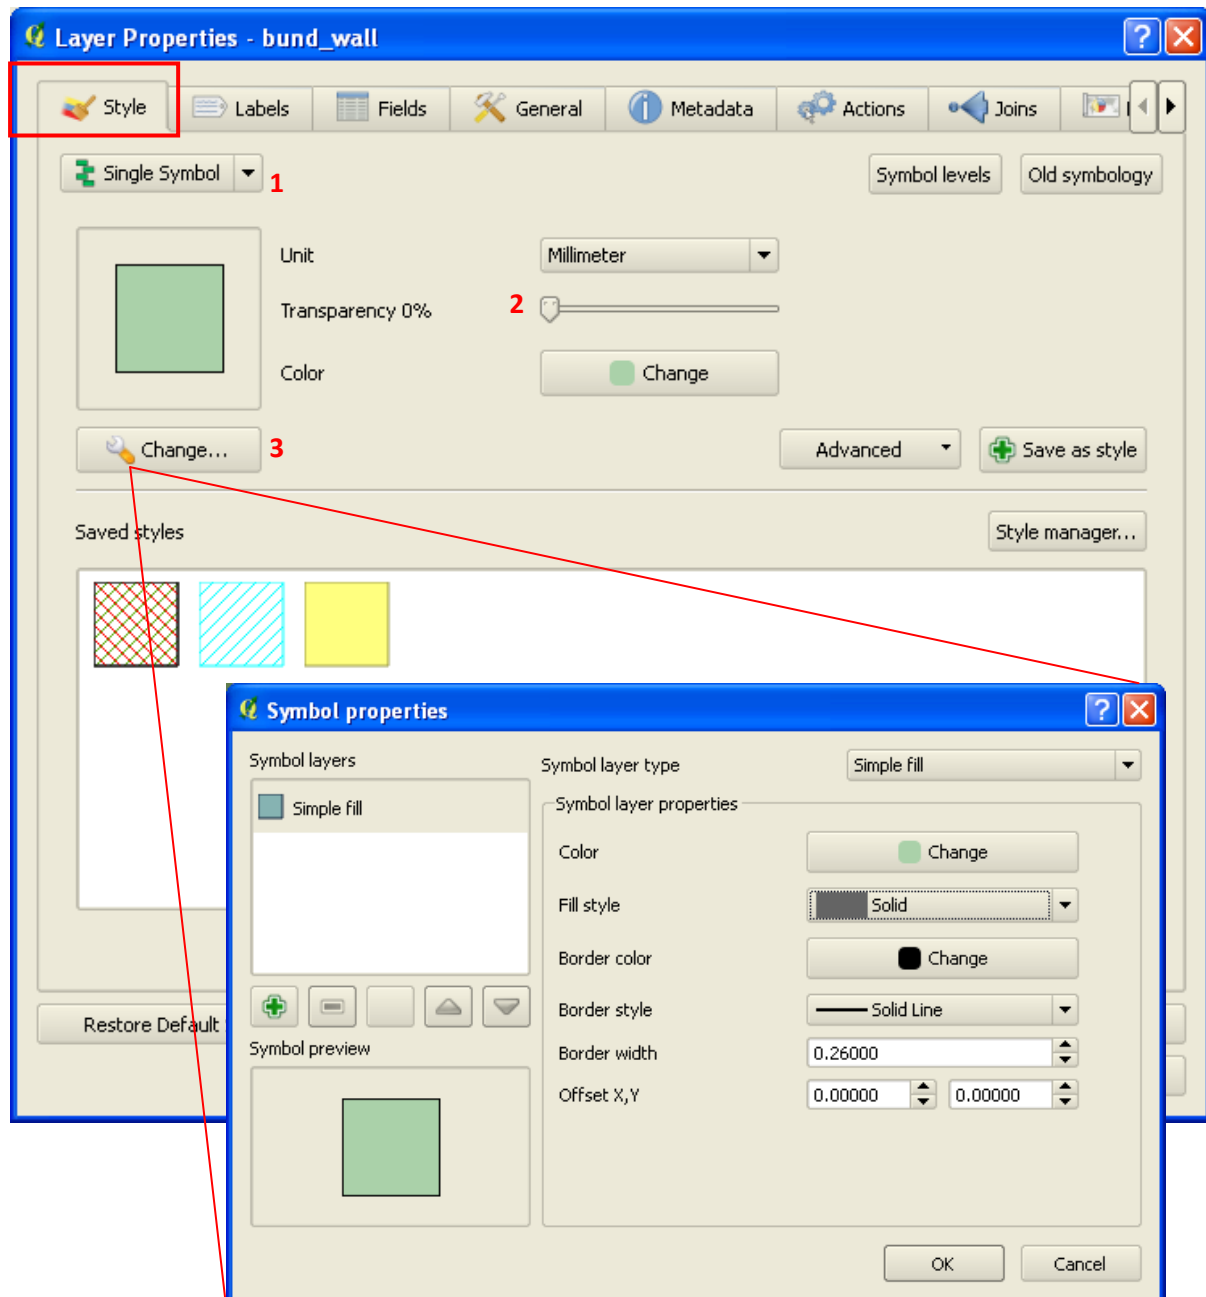 Layer Properties - bund_wall
Style Labels Fields General Metadata Actions Joins
Single Symbol 1 Symbol levels Old symbology
Unit Millimeter
Transparency 0% 2
Color Change
Change... 3 Advanced Save as style
Saved styles Style manager...
Symbol properties
Symbol layers Symbol layer type Simple fill
Simple fill Symbol layer properties
Color Change
Fill style Solid
Border color Change
Border style Solid Line
Restore Default
Symbol preview Border width 0.26000
Offset X,Y 0.00000 0.00000
OK Cancel